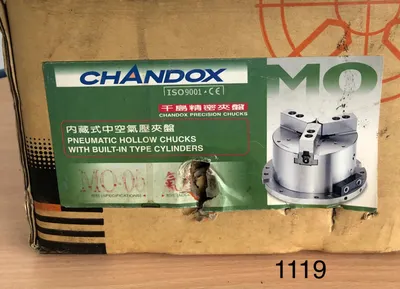 CHANDOX
MO
ISO9001 · CE
千島精密夾盤
CHANDOX PRECISION CHUCKS
內藏式中空氣壓夾盤
PNEUMATIC HOLLOW CHUCKS
WITH BUILT-IN TYPE CYLINDERS
1119